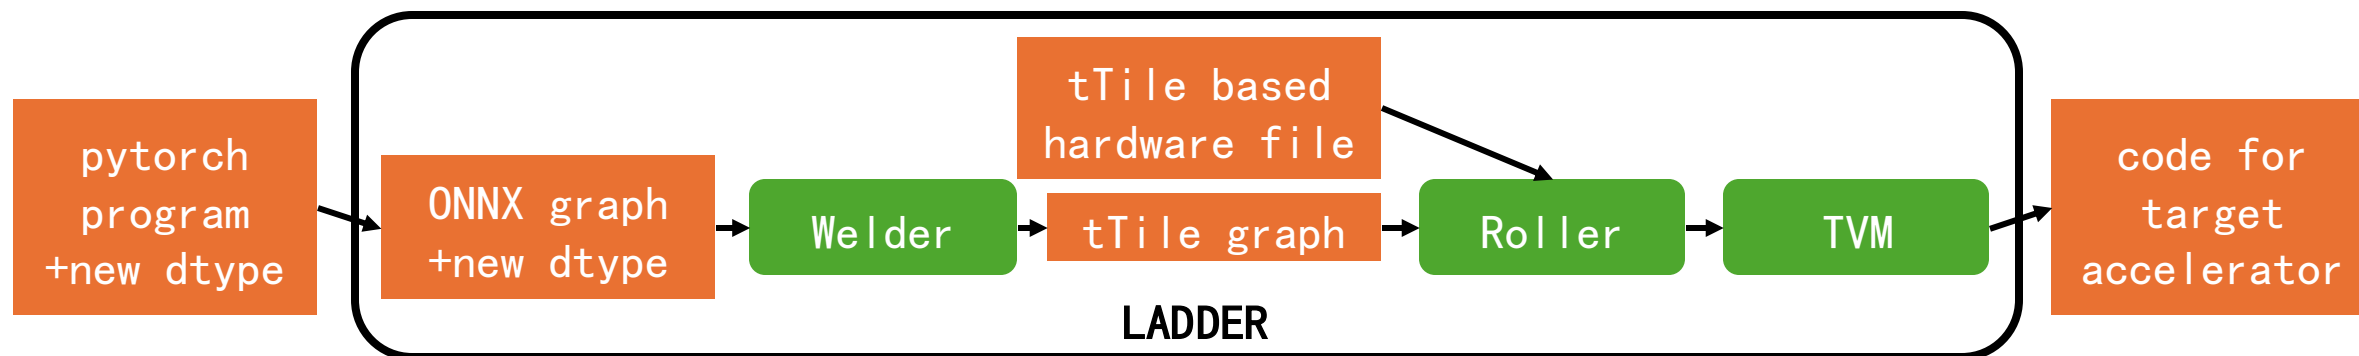 pytorch
program
+new dtype
ONNX graph
+new dtype
Welder
tTile based
hardware file
tTile graph
Roller
TVM
LADDER
code for
target
accelerator